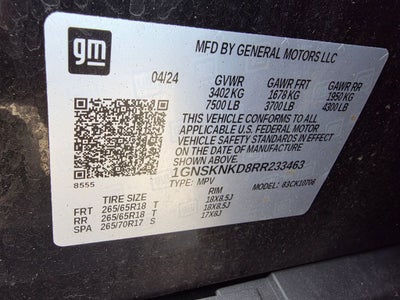 gm
MFD BY GENERAL MOTORS LLC
04/24 GVWR GAWR FRT GAWR RR
3402 KG 1678 KG 1950 KG
7500 LB 3700 LB 4300 LB
THIS VEHICLE CONFORMS TO ALL
APPLICABLE U.S. FEDERAL MOTOR
VEHICLE SAFETY STANDARDS IN EFFECT
ON THE DATE OF MANUFACTURE
SHOWN ABOVE.
1GNSKNKD8RR233463
8555
TYPE: MPV 83CK10706
TIRE SIZE RIM
FRT 265/65R18 T 18X8.5J
RR 265/65R18 T 18X8.5J
SPA 265/70R17 S 17X8J